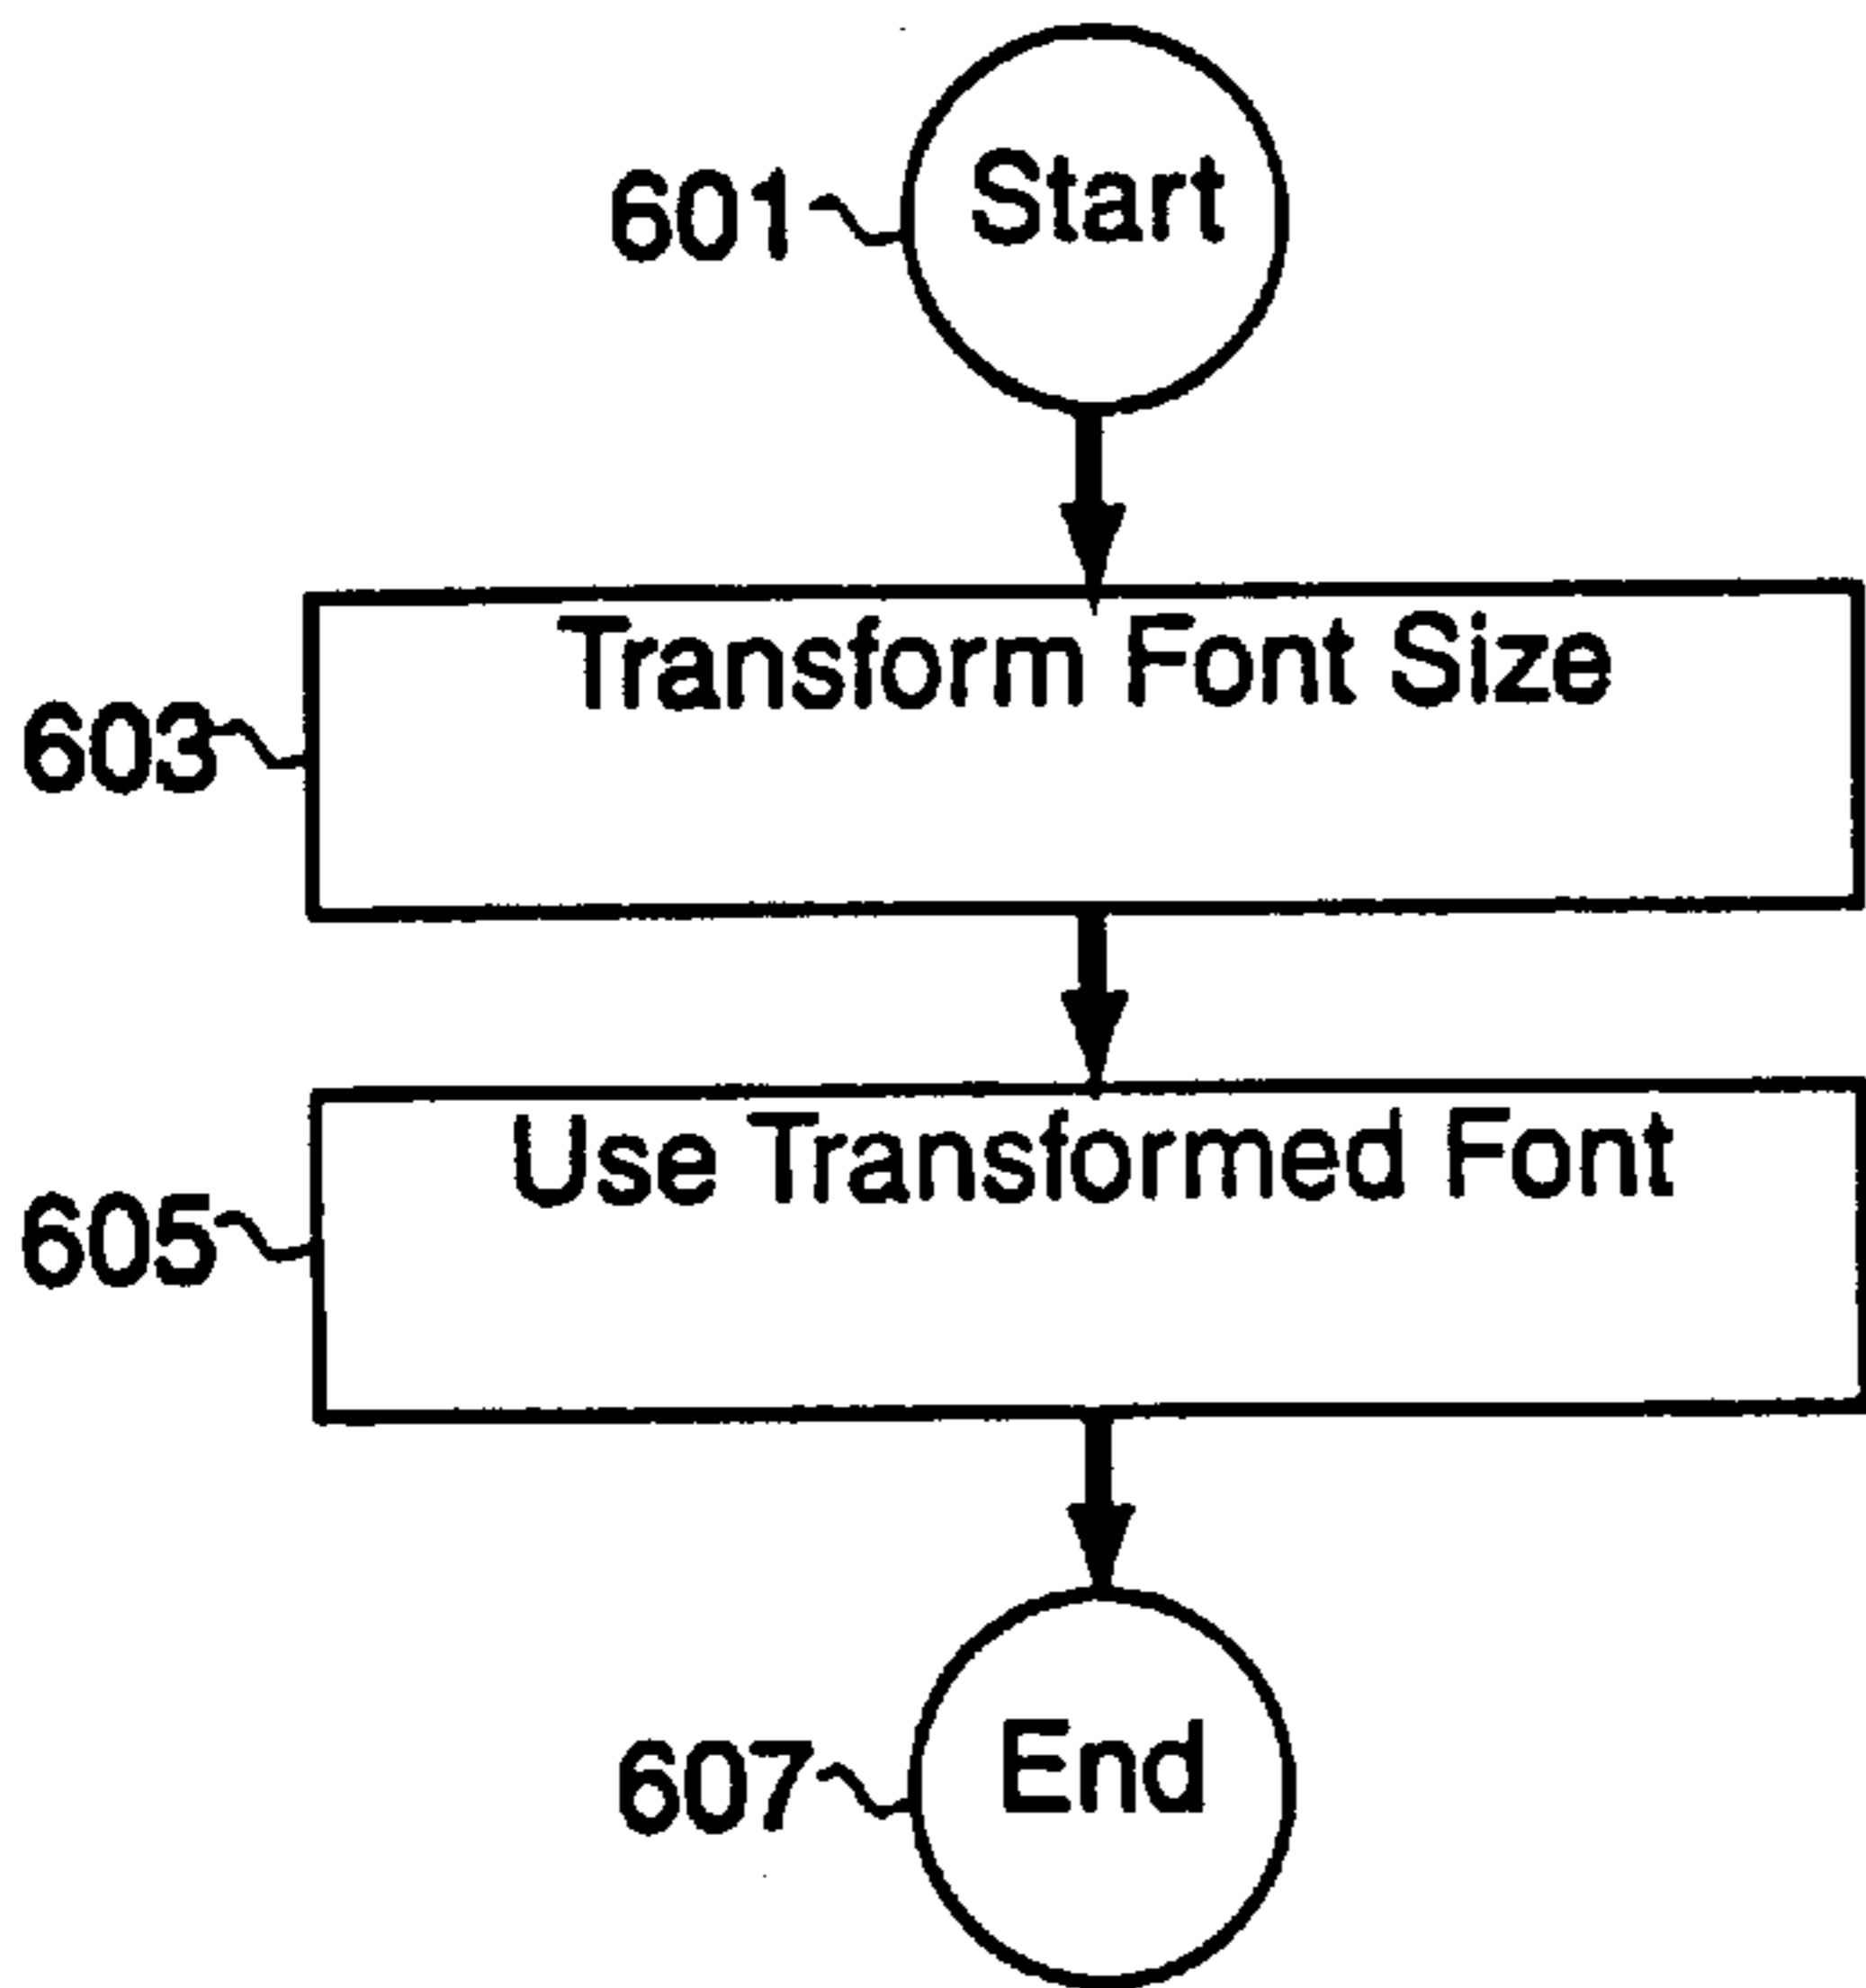 601
Start
Transform Font Size
603
Use Transformed Font
605
607
End